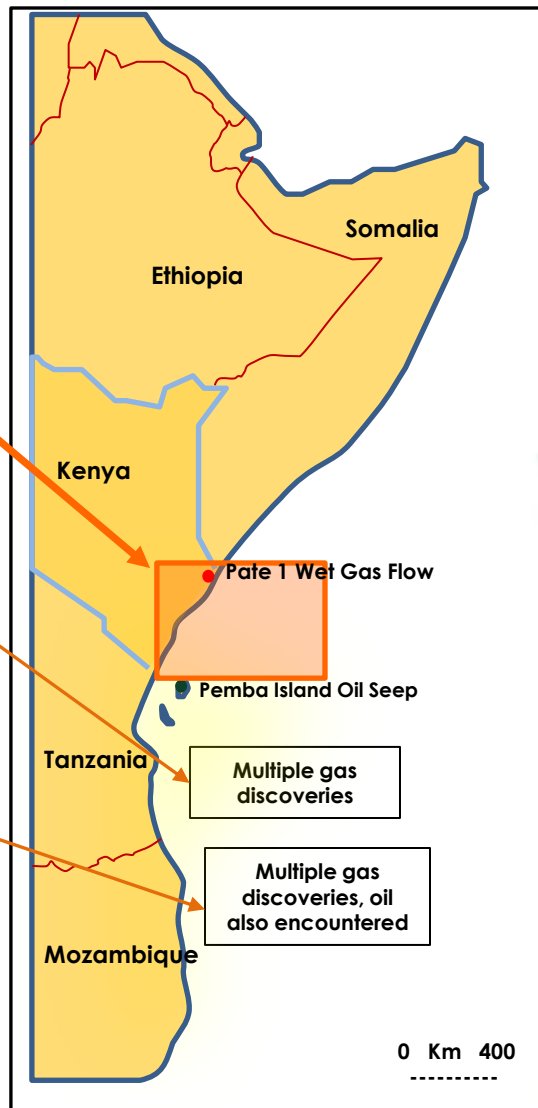 Somalia
Ethiopia
Kenya
Pate 1 Wet Gas Flow
Pemba Island Oil Seep
Tanzania
Multiple gas
discoveries
Multiple gas
discoveries, oil
also encountered
Mozambique
0 Km 400